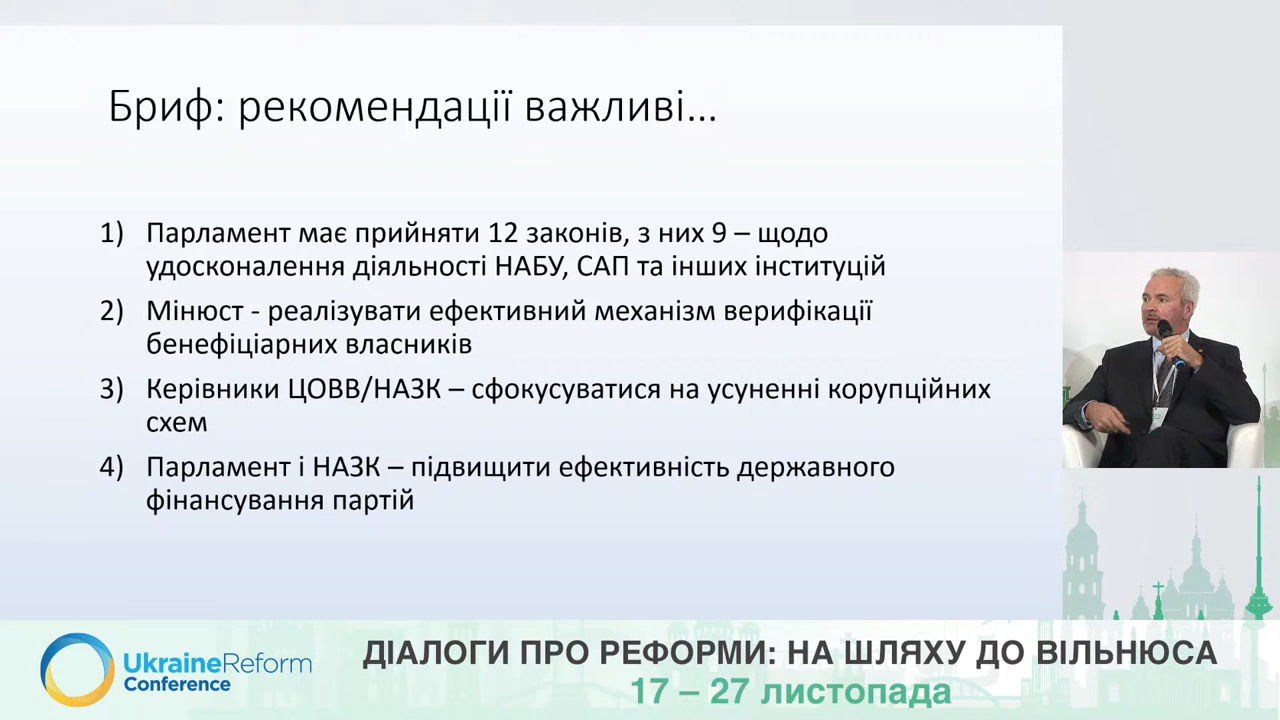 Бриф: рекомендації важливі...
1) Парламент має прийняти 12 законів, з них 9 – щодо
удосконалення діяльності НАБУ, САП та інших інституцій
2) Мінюст - реалізувати ефективний механізм верифікації
бенефіціарних власників
3) Керівники ЦОВВ/НАЗК – сфокусуватися на усуненні корупційних
схем
4) Парламент і НАЗК – підвищити ефективність державного
фінансування партій
UkraineReform
Conference
ДІАЛОГИ ПРО РЕФОРМИ: НА ШЛЯХУ ДО ВІЛЬНЮСА
17 – 27 листопада